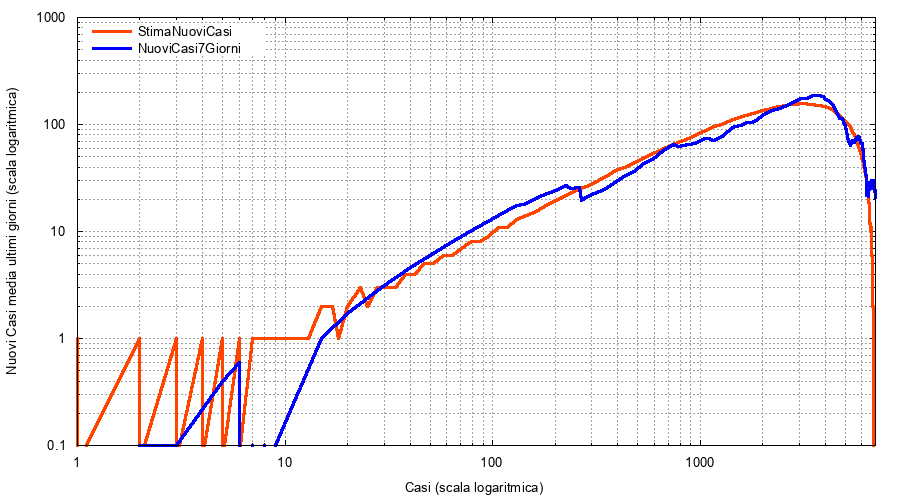 1000
100
10
1
0.1
1
10
100
1000
StimaNuoviCasi
NuoviCasi7Giorni
Nuovi Casi media ultimi giorni (scala logaritmica)
Casi (scala logaritmica)